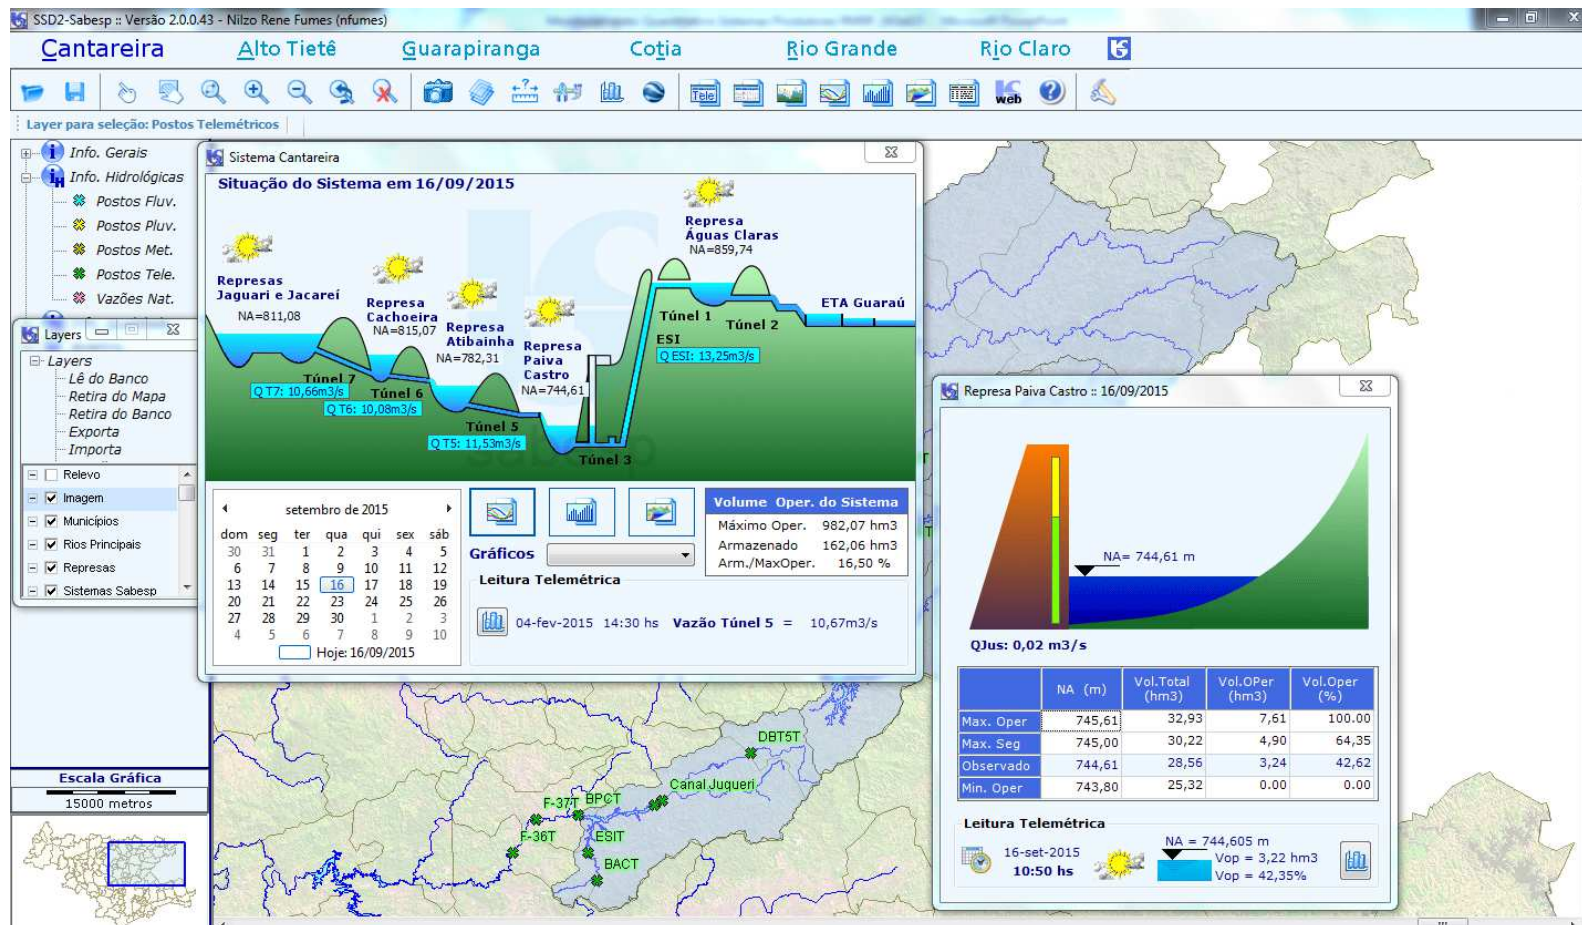 SSD2-Sabesp :: Versão 2.0.0.43 - Nilzo Rene Fumes (nfumes)
Cantareira Alto Tietê Guarapiranga Cotia Rio Grande Rio Claro
Tele
web
Layer para seleção: Postos Telemétricos
Info. Gerais
Info. Hidrológicas
Postos Fluv.
Postos Pluv.
Postos Met.
Postos Tele.
Vazões Nat.
Layers
Layers
Lê do Banco
Retira do Mapa
Retira do Banco
Exporta
Importa
Relevo
Imagem
Municípios
Rios Principais
Represas
Sistemas Sabesp
Escala Gráfica
15000 metros
Sistema Cantareira
Situação do Sistema em 16/09/2015
Represas
Jaguari e Jacareí
NA=811,08
Represa
Cachoeira
NA=815,07
Represa
Atibainha
NA=782,31
Represa
Paiva
Castro
NA=744,61
Represa
Águas Claras
NA=859,74
ETA Guaraú
Túnel 1
Túnel 2
ESI
Q ESI: 13,25m3/s
Túnel 7
Q T7: 10,66m3/s
Túnel 6
Q T6: 10,08m3/s
Túnel 5
Q T5: 11,53m3/s
Túnel 3
sabesp
setembro de 2015
dom seg ter qua qui sex sáb
30 31 1 2 3 4 5
6 7 8 9 10 11 12
13 14 15 16 17 18 19
20 21 22 23 24 25 26
27 28 29 30 1 2 3
4 5 6 7 8 9 10
Hoje: 16/09/2015
Gráficos
Volume Oper. do Sistema
Máximo Oper. 982,07 hm3
Armazenado 162,06 hm3
Arm./MaxOper. 16,50 %
Leitura Telemétrica
04-fev-2015 14:30 hs Vazão Túnel 5 = 10,67m3/s
DBT5T
Canal Juqueri
F-37T
BPCT
F-36T
ESIT
BACT
Represa Paiva Castro :: 16/09/2015
NA= 744,61 m
QJus: 0,02 m3/s
NA (m) Vol.Total (hm3) Vol.OPer (hm3) Vol.Oper (%)
Max. Oper 745,61 32,93 7,61 100.00
Max. Seg 745,00 30,22 4,90 64,35
Observado 744,61 28,56 3,24 42,62
Min. Oper 743,80 25,32 0.00 0.00
Leitura Telemétrica
16-set-2015
10:50 hs
NA = 744,605 m
Vop = 3,22 hm3
Vop = 42,35%